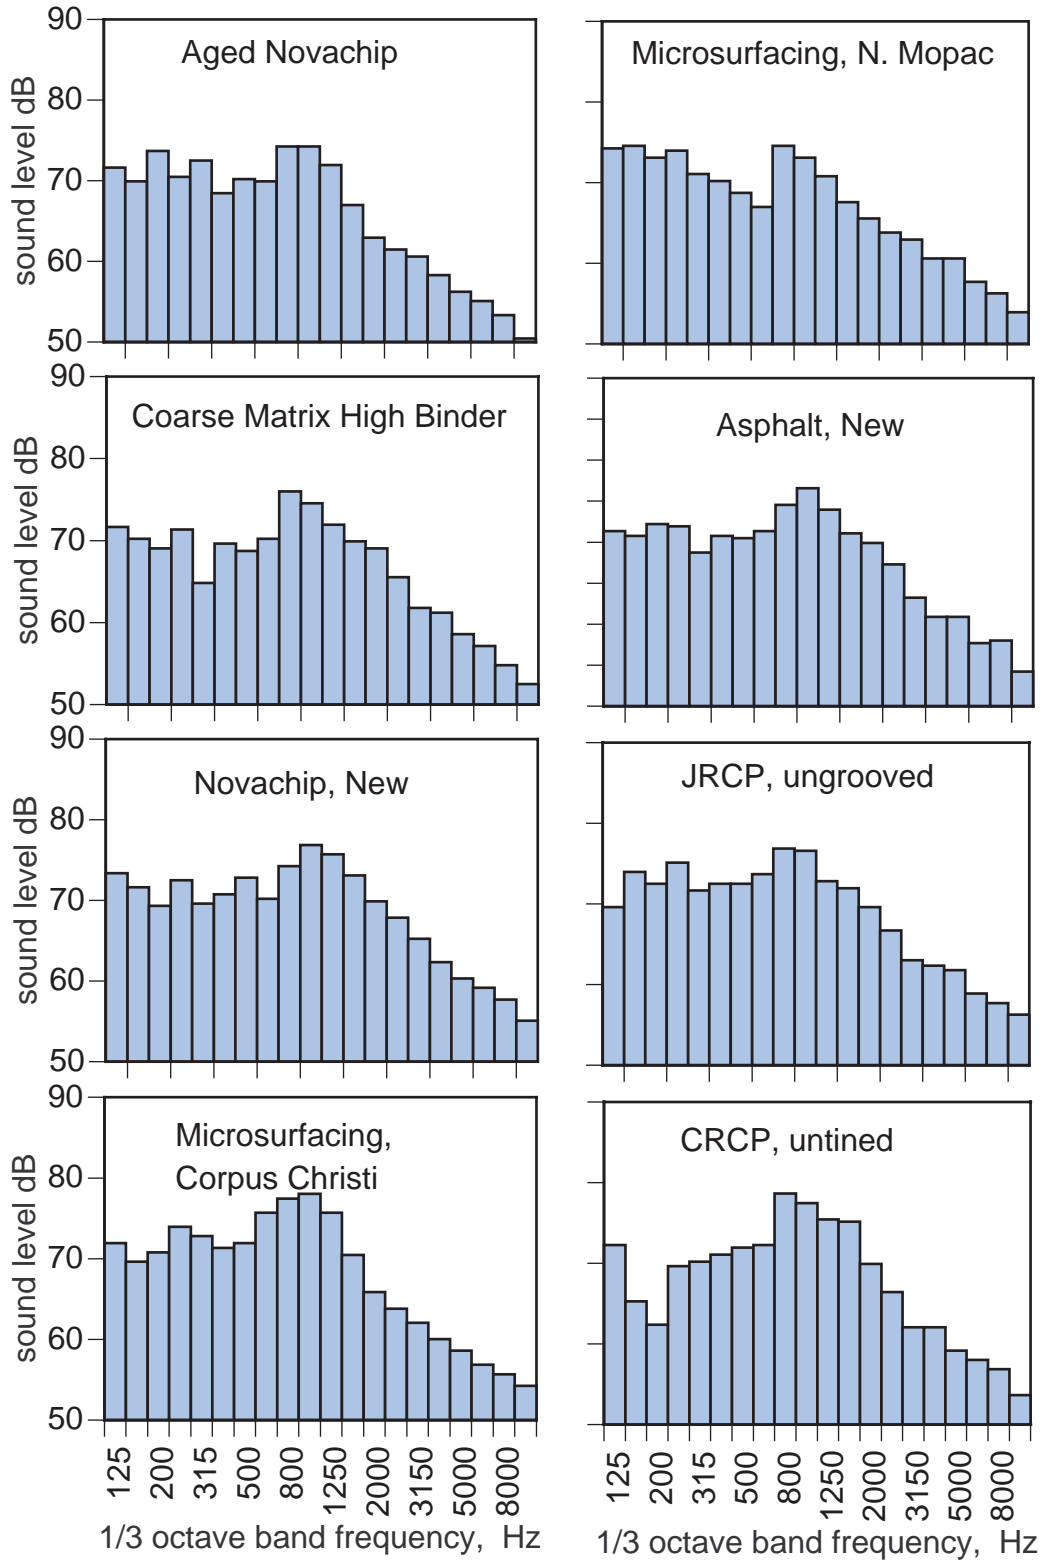 90
80
70
60
50
sound level dB
Aged Novachip
Microsurfacing, N. Mopac
90
80
70
60
50
sound level dB
Coarse Matrix High Binder
Asphalt, New
90
80
70
60
50
sound level dB
Novachip, New
JRCP, ungrooved
90
80
70
60
50
sound level dB
Microsurfacing,
Corpus Christi
CRCP, untined
125 200 315 500 800 1250 2000 3150 5000 8000
1/3 octave band frequency, Hz
125 200 315 500 800 1250 2000 3150 5000 8000
1/3 octave band frequency, Hz